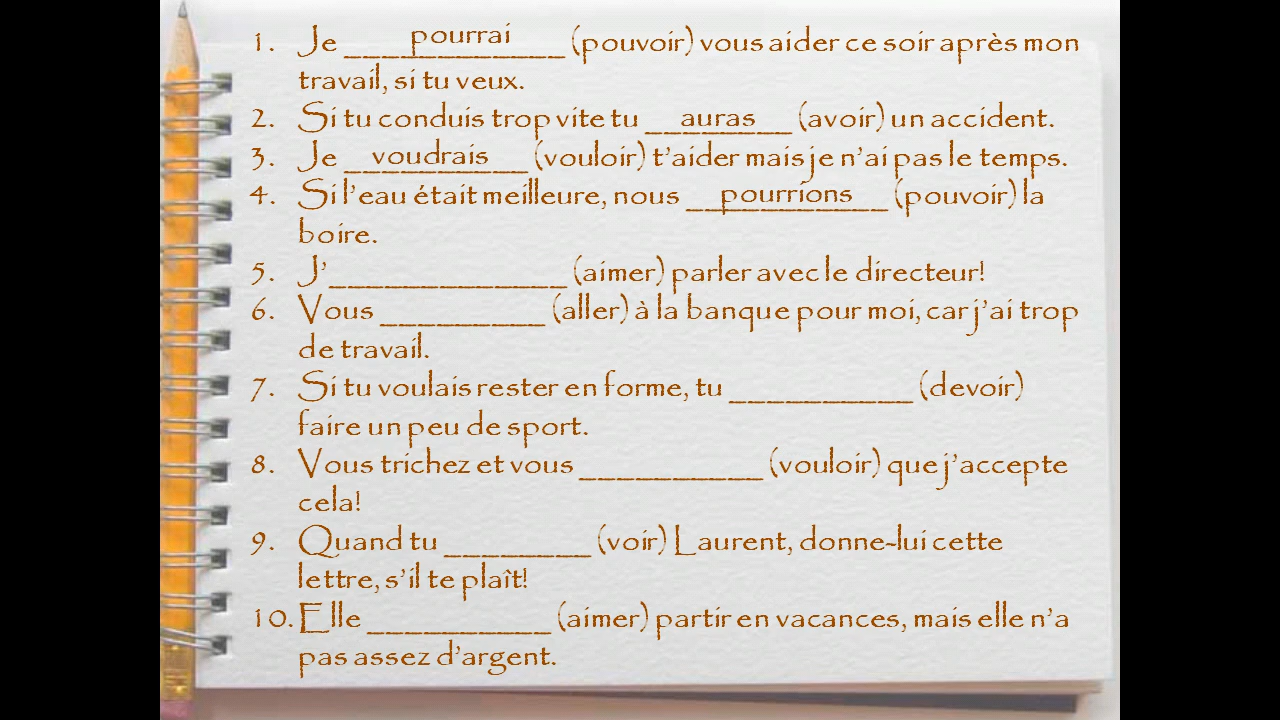 1. Je ____pourrai____ (pouvoir) vous aider ce soir après mon
travail, si tu veux.
2. Si tu conduis trop vite tu __auras__ (avoir) un accident.
3. Je __voudrais__ (vouloir) t'aider mais je n'ai pas le temps.
4. Si l'eau était meilleure, nous __pourrions__ (pouvoir) la
boire.
5. J'_____________ (aimer) parler avec le directeur!
6. Vous _________ (aller) à la banque pour moi, car j'ai trop
de travail.
7. Si tu voulais rester en forme, tu __________ (devoir)
faire un peu de sport.
8. Vous trichez et vous __________ (vouloir) que j'accepte
cela!
9. Quand tu ________ (voir) Laurent, donne-lui cette
lettre, s'il te plaît!
10. Elle __________ (aimer) partir en vacances, mais elle n'a
pas assez d'argent.